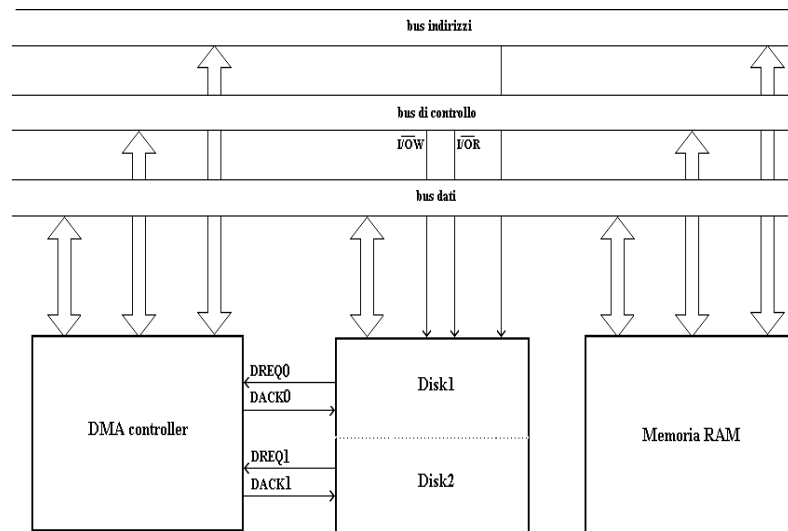 bus indirizzi
bus di controllo
I/OW I/OR
bus dati
DREQ0
DACK0
Disk1
DMA controller
Memoria RAM
DREQ1
DACK1
Disk2